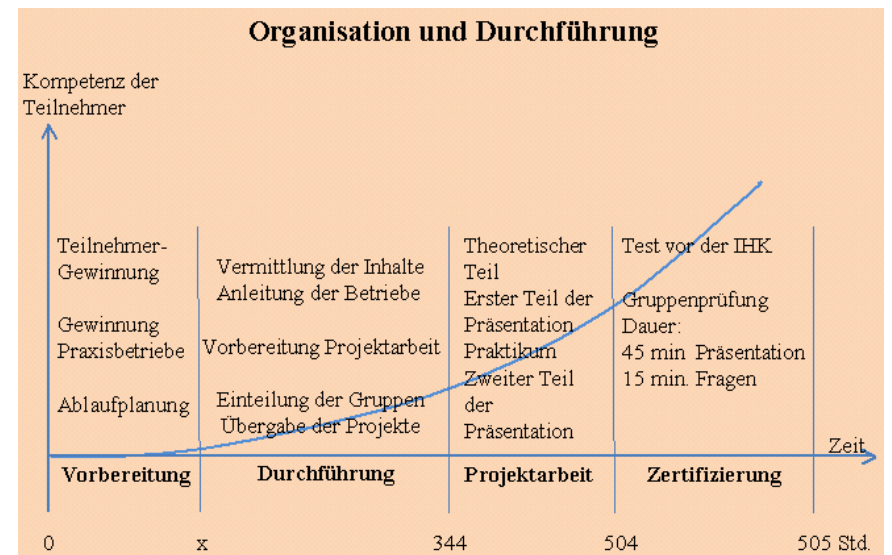 Organisation und Durchführung
Kompetenz der
Teilnehmer
Teilnehmer-
Gewinnung
Gewinnung
Praxisbetriebe
Ablaufplanung
Vermittlung der Inhalte
Anleitung der Betriebe
Vorbereitung Projektarbeit
Einteilung der Gruppen
Übergabe der Projekte
Theoretischer
Teil
Erster Teil der
Präsentation
Praktikum
Zweiter Teil
der
Präsentation
Test vor der IHK
Gruppenprüfung
Dauer:
45 min. Präsentation
15 min. Fragen
Zeit
Vorbereitung
Durchführung
Projektarbeit
Zertifizierung
0
x
344
504
505 Std.